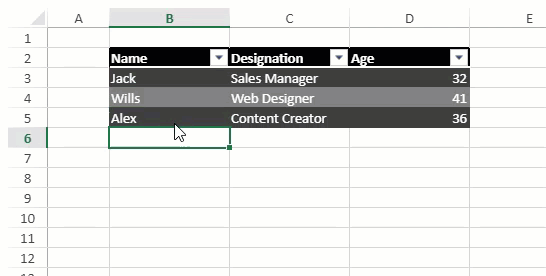 A B C D E
1
2 Name Designation Age
3 Jack Sales Manager 32
4 Wills Web Designer 41
5 Alex Content Creator 36
6
7
8
9
10
11
12